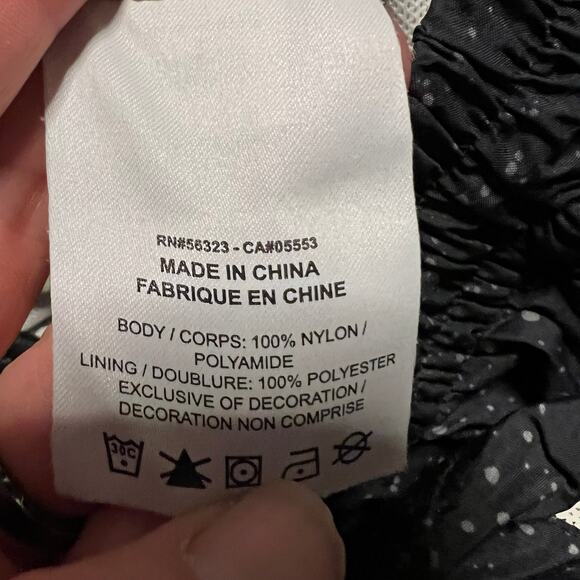 RN#56323 - CA#05553
MADE IN CHINA
FABRIQUE EN CHINE
BODY / CORPS: 100% NYLON /
POLYAMIDE
LINING / DOUBLURE: 100% POLYESTER
EXCLUSIVE OF DECORATION /
DECORATION NON COMPRISE
30C